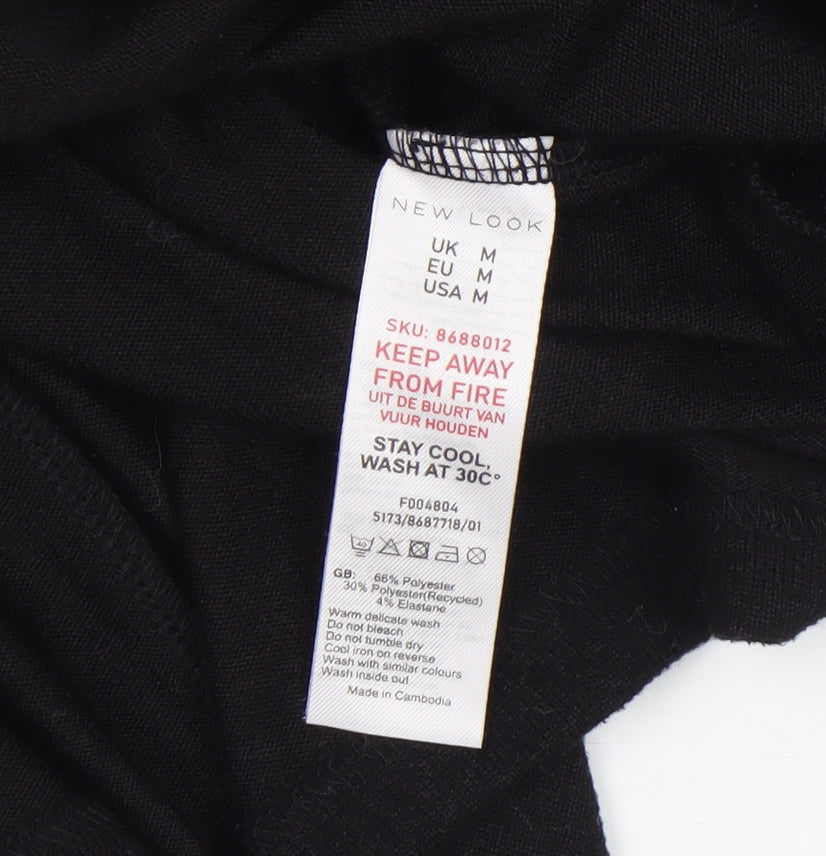 NEW LOOK
UK M
EU M
USA M
SKU: 8688012
KEEP AWAY
FROM FIRE
UIT DE BUURT VAN
VUUR HOUDEN
STAY COOL,
WASH AT 30C°
F004804
5173/8687718/01
40
GB: 66% Polyester
30% Polyester(Recycled)
4% Elastane
Warm delicate wash
Do not bleach
Do not tumble dry
Cool iron on reverse
Wash with similar colours
Wash inside out
Made in Cambodia